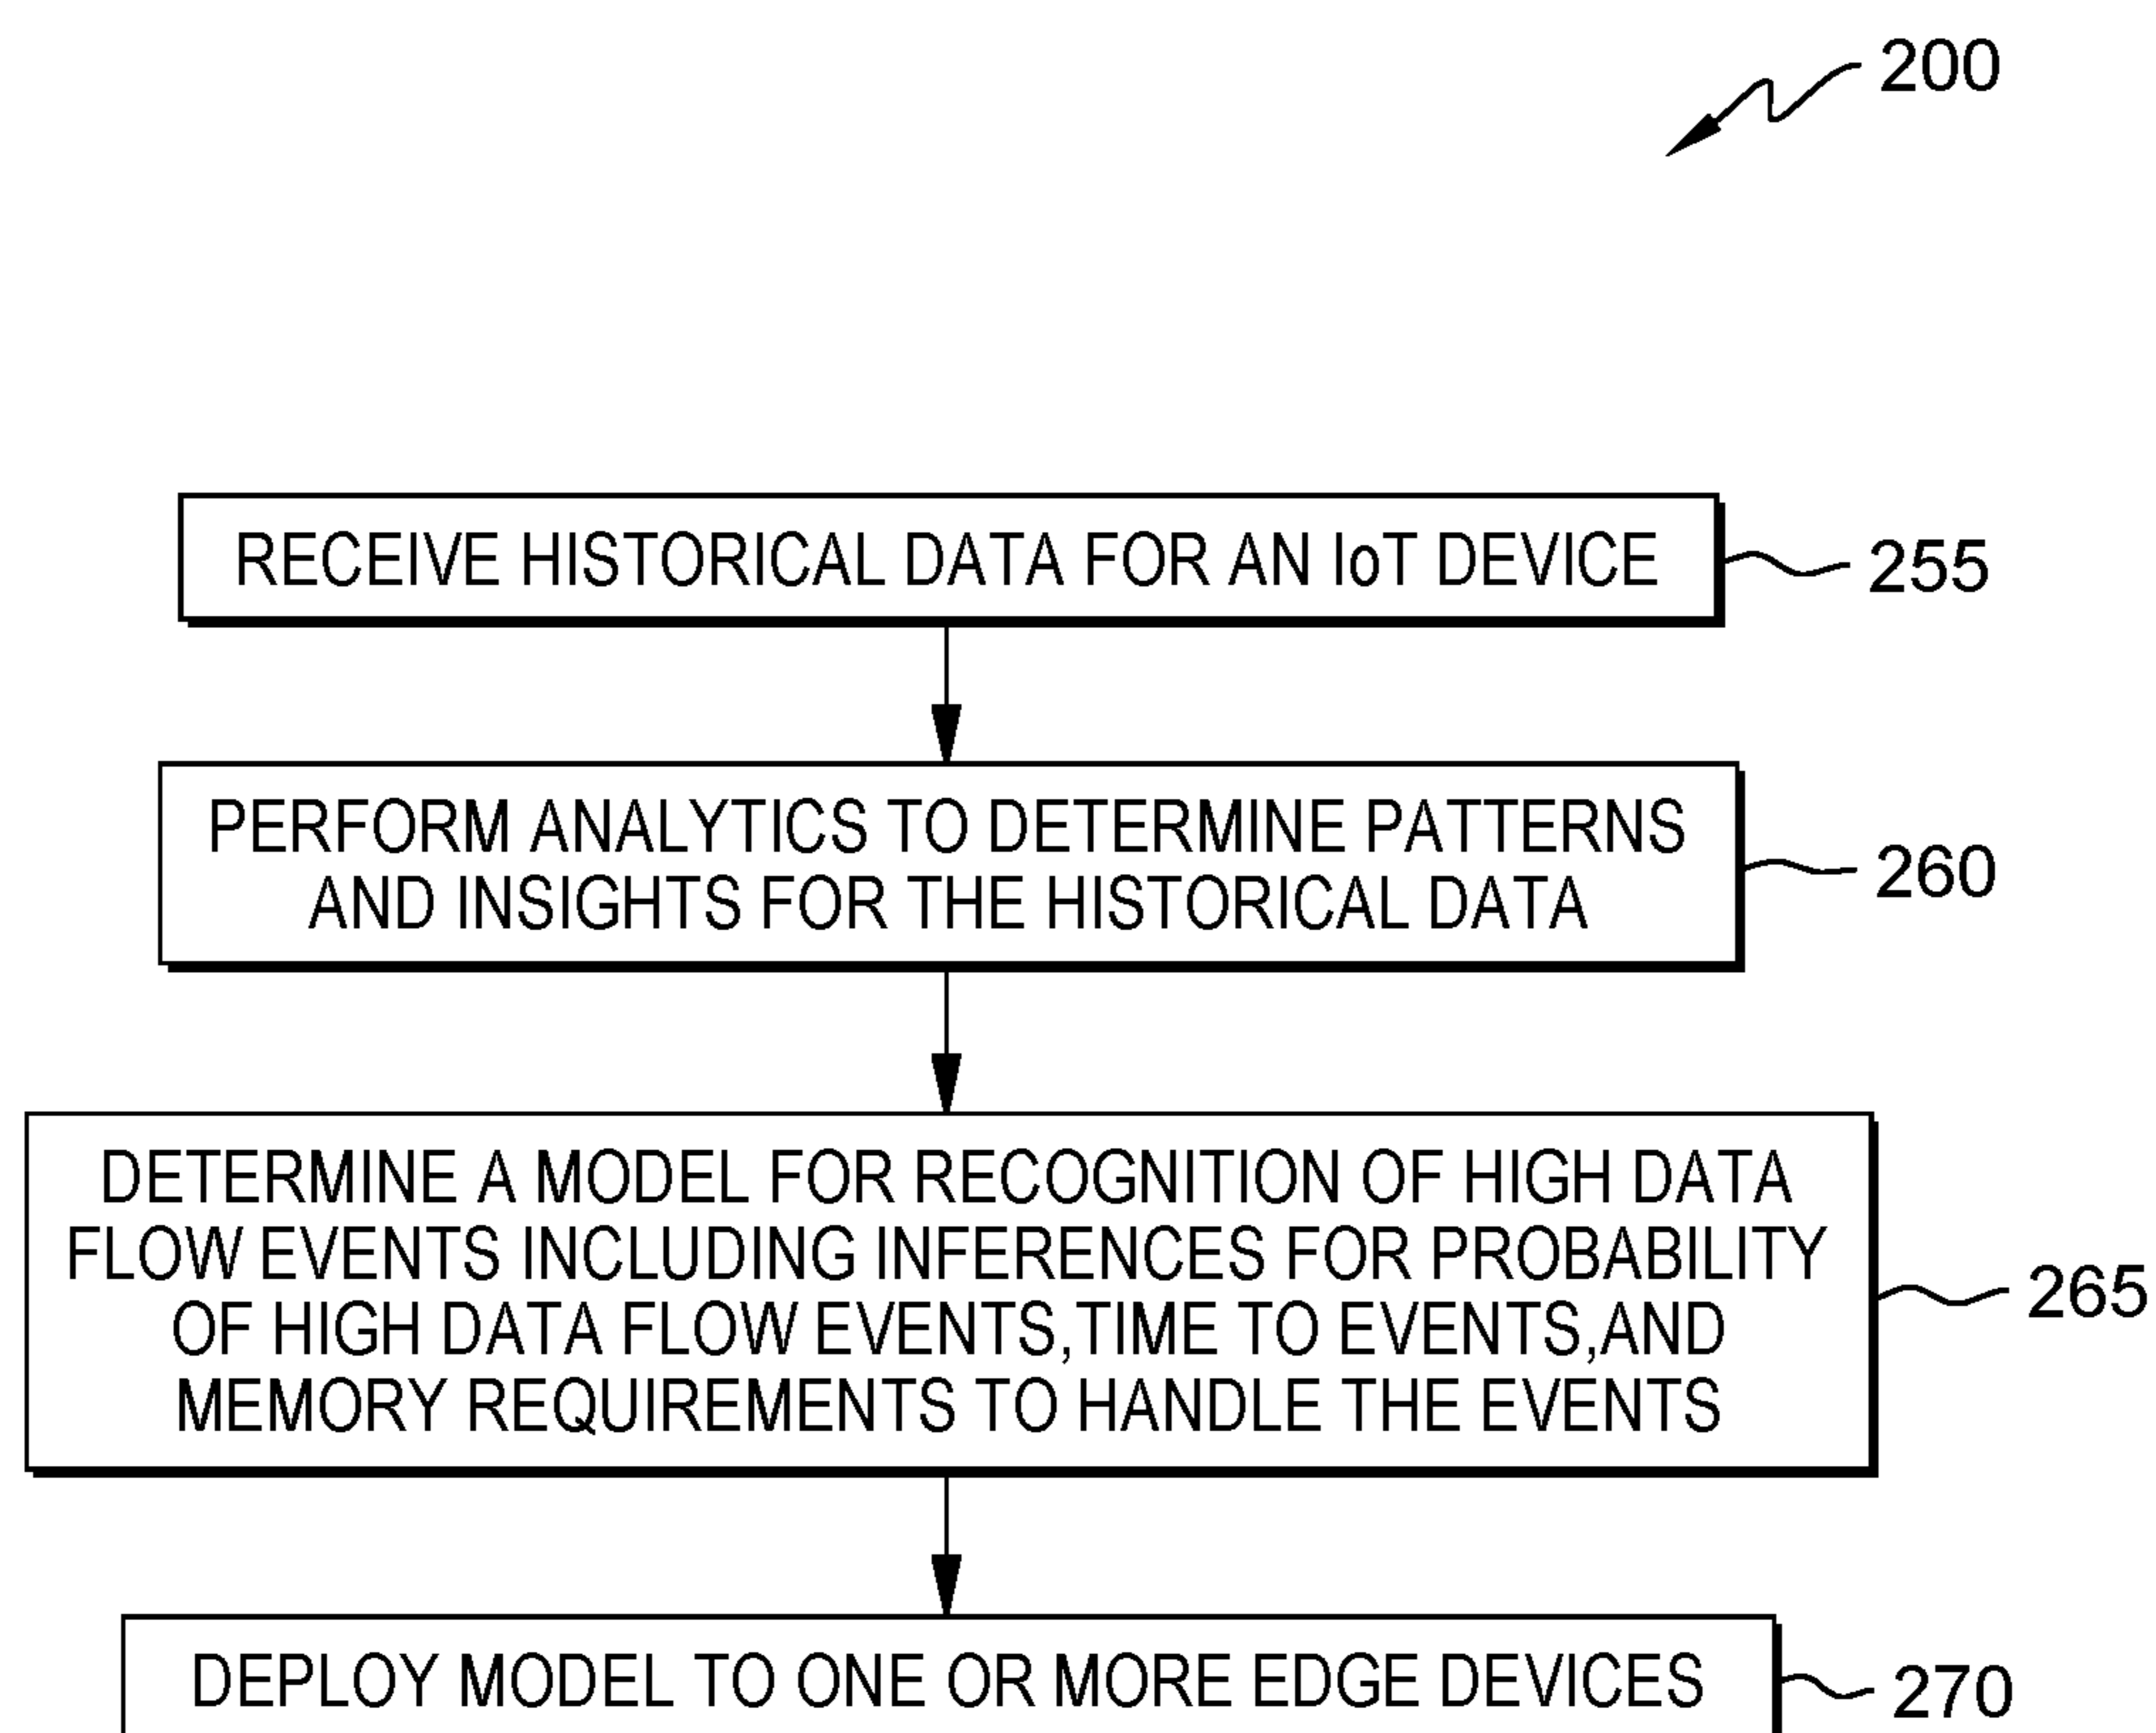 200
RECEIVE HISTORICAL DATA FOR AN IoT DEVICE
255
PERFORM ANALYTICS TO DETERMINE PATTERNS
AND INSIGHTS FOR THE HISTORICAL DATA
260
DETERMINE A MODEL FOR RECOGNITION OF HIGH DATA
FLOW EVENTS INCLUDING INFERENCES FOR PROBABILITY
OF HIGH DATA FLOW EVENTS,TIME TO EVENTS,AND
MEMORY REQUIREMENTS TO HANDLE THE EVENTS
265
DEPLOY MODEL TO ONE OR MORE EDGE DEVICES
270